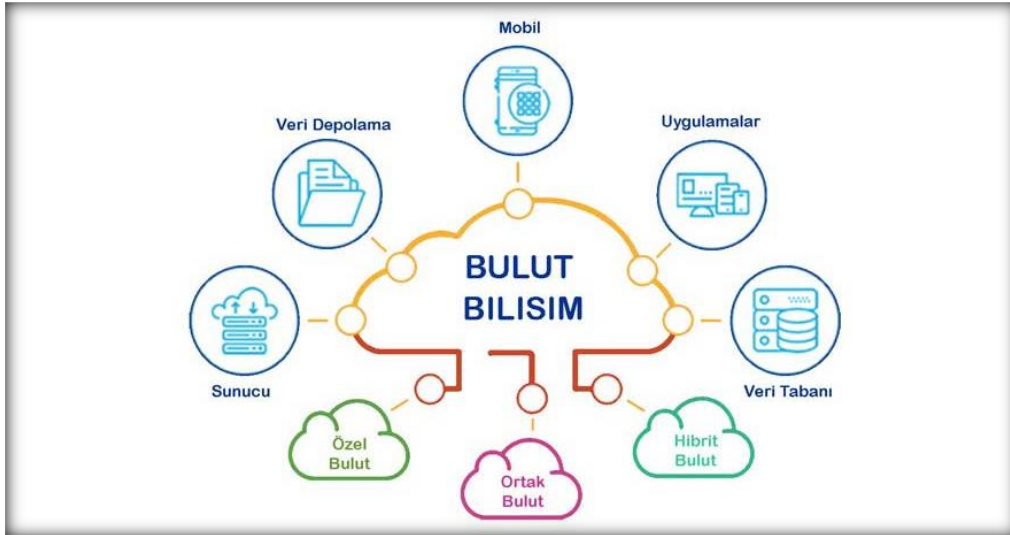 Mobil
Veri Depolama
Uygulamalar
BULUT
BILISIM
Sunucu
Veri Tabanı
Özel
Bulut
Ortak
Bulut
Hibrit
Bulut